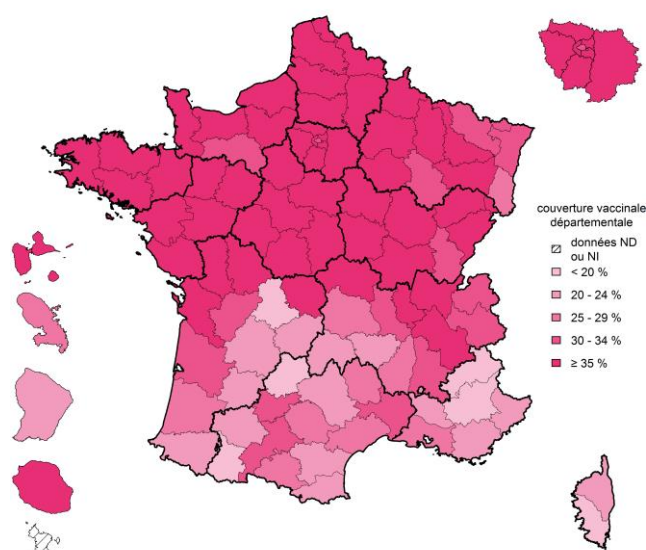 couverture vaccinale
départementale
données ND
ou NI
< 20 %
20 - 24 %
25 - 29 %
30 - 34 %
≥ 35 %